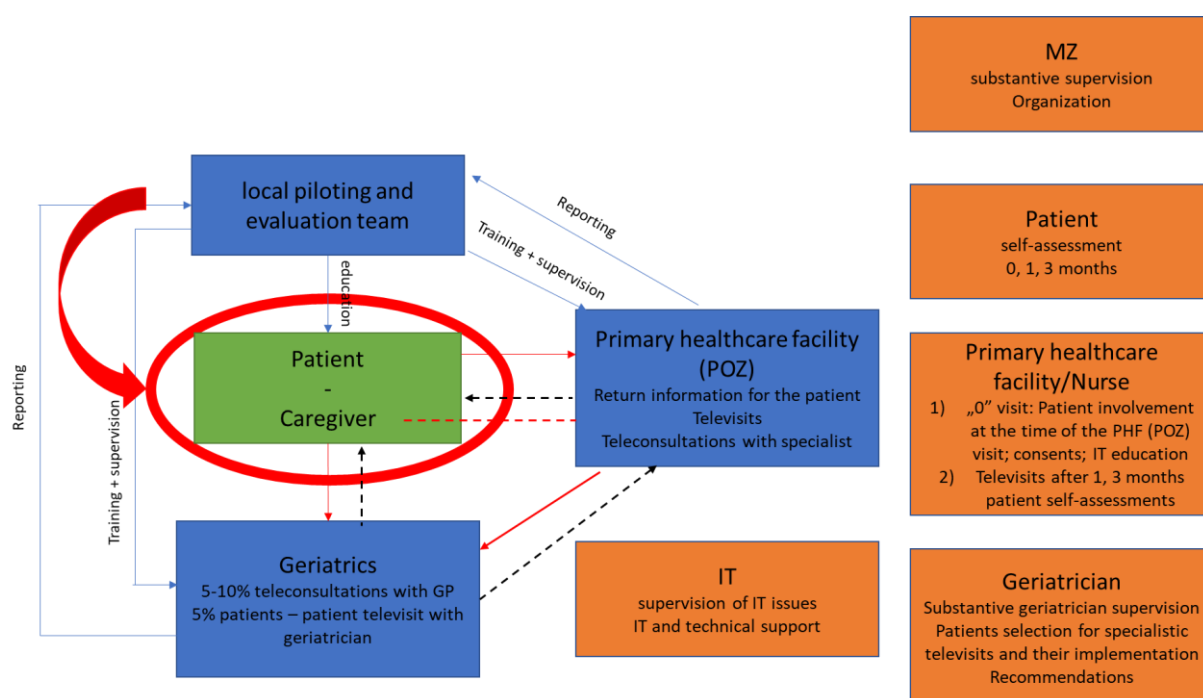 MZ
substantive supervision
Organization
local piloting and
evaluation team
Reporting
Training + supervision
education
Patient
self-assessment
0, 1, 3 months
Patient
-
Caregiver
Primary healthcare facility
(POZ)
Return information for the patient
Televisits
Teleconsultations with specialist
Primary healthcare
facility/Nurse
1) „0” visit: Patient involvement
at the time of the PHF (POZ)
visit; consents; IT education
2) Televisits after 1, 3 months
patient self-assessments
Reporting
Training + supervision
Geriatrics
5-10% teleconsultations with GP
5% patients – patient televisit with
geriatrician
IT
supervision of IT issues
IT and technical support
Geriatrician
Substantive geriatrician supervision
Patients selection for specialistic
televisits and their implementation
Recommendations